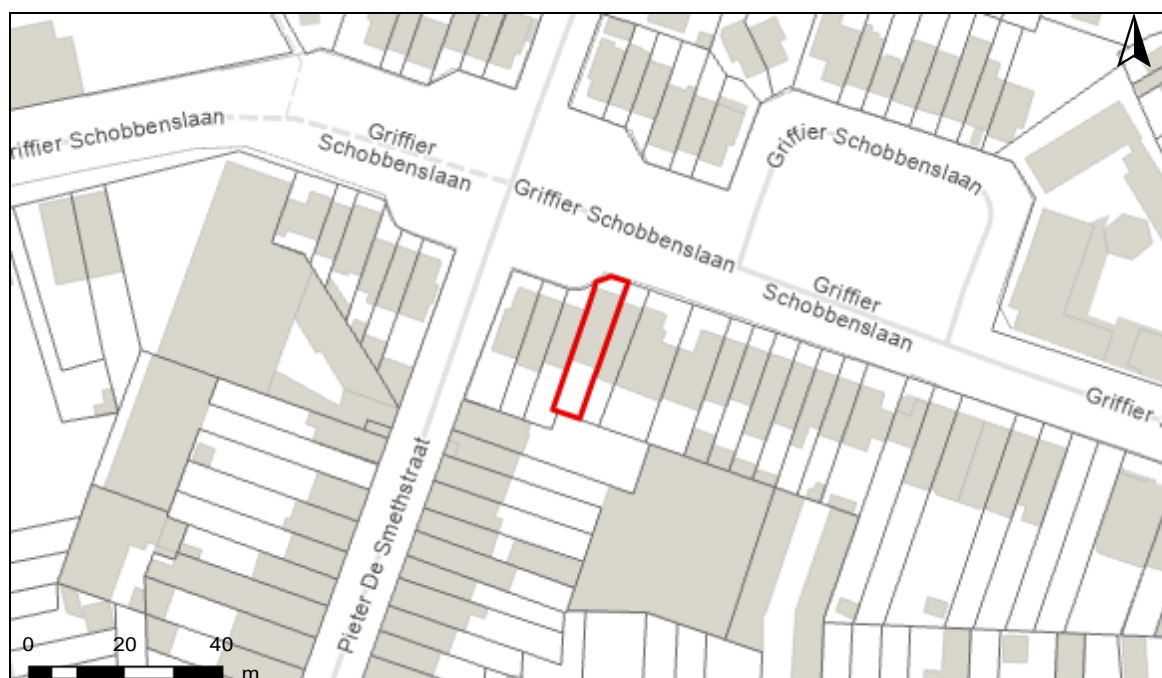 riffier Schobbenslaan
Griffier
Schobbenslaan
Griffier Schobbenslaan
Griffier Schobbenslaan
Griffier
Schobbenslaan
Griffier
Pieter De Smethstraat
0 20 40
m